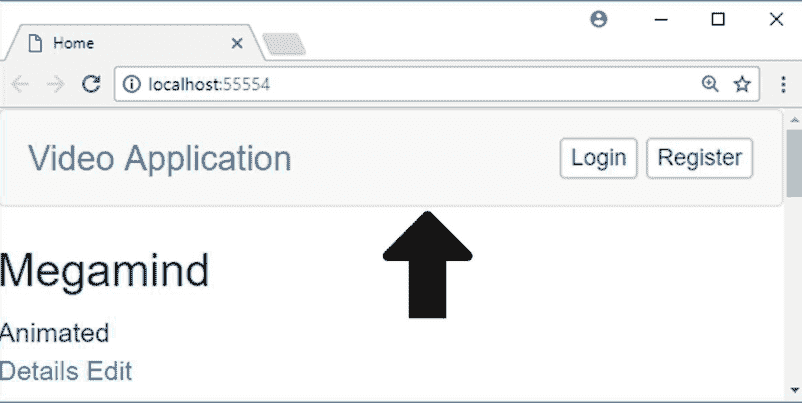 Home
localhost:55554
Video Application Login Register
Megamind
Animated
Details Edit